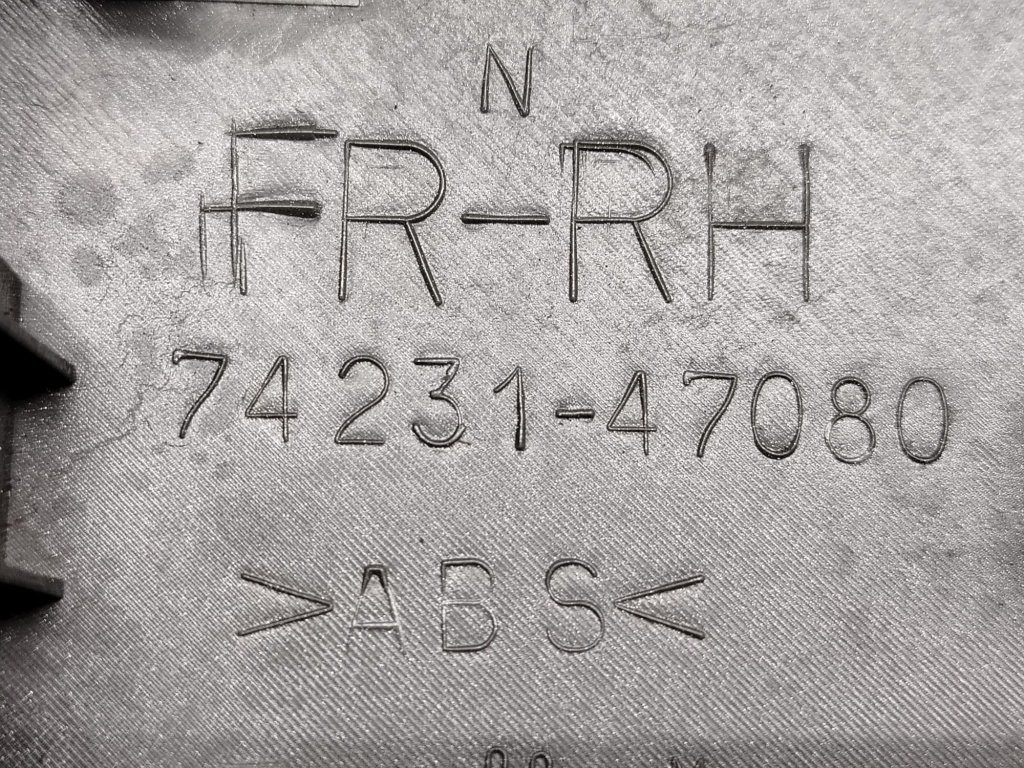 N
FR-RH
74231-47080
>ABS<